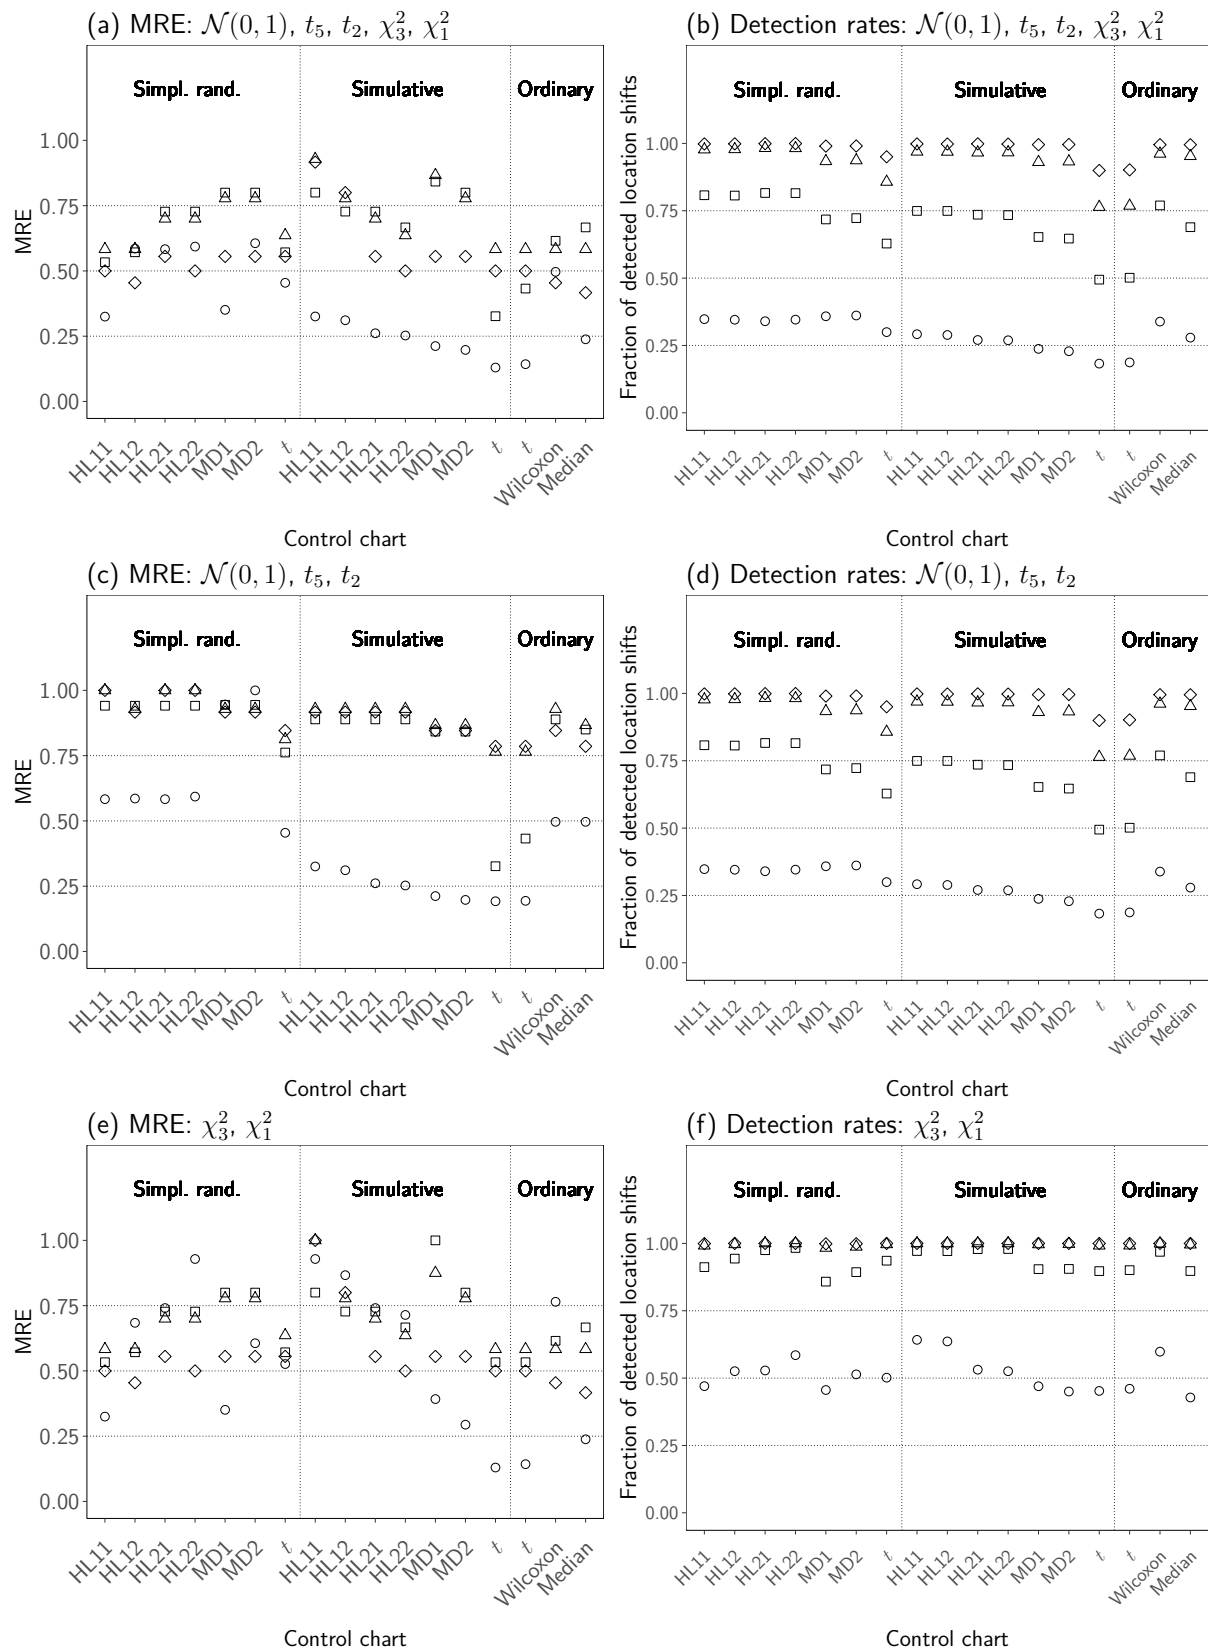 (a) MRE: 𝒩(0, 1), t₅, t₂, χ²₃, χ²₁
Simpl. rand. Simulative Ordinary
MRE
1.00
0.75
0.50
0.25
0.00
HL11 HL12 HL21 HL22 MD1 MD2 t HL11 HL12 HL21 HL22 MD1 MD2 t t Wilcoxon Median
Control chart
(b) Detection rates: 𝒩(0, 1), t₅, t₂, χ²₃, χ²₁
Simpl. rand. Simulative Ordinary
Fraction of detected location shifts
1.00
0.75
0.50
0.25
0.00
HL11 HL12 HL21 HL22 MD1 MD2 t HL11 HL12 HL21 HL22 MD1 MD2 t t Wilcoxon Median
Control chart
(c) MRE: 𝒩(0, 1), t₅, t₂
Simpl. rand. Simulative Ordinary
MRE
1.00
0.75
0.50
0.25
0.00
HL11 HL12 HL21 HL22 MD1 MD2 t HL11 HL12 HL21 HL22 MD1 MD2 t t Wilcoxon Median
Control chart
(d) Detection rates: 𝒩(0, 1), t₅, t₂
Simpl. rand. Simulative Ordinary
Fraction of detected location shifts
1.00
0.75
0.50
0.25
0.00
HL11 HL12 HL21 HL22 MD1 MD2 t HL11 HL12 HL21 HL22 MD1 MD2 t t Wilcoxon Median
Control chart
(e) MRE: χ²₃, χ²₁
Simpl. rand. Simulative Ordinary
MRE
1.00
0.75
0.50
0.25
0.00
HL11 HL12 HL21 HL22 MD1 MD2 t HL11 HL12 HL21 HL22 MD1 MD2 t t Wilcoxon Median
Control chart
(f) Detection rates: χ²₃, χ²₁
Simpl. rand. Simulative Ordinary
Fraction of detected location shifts
1.00
0.75
0.50
0.25
0.00
HL11 HL12 HL21 HL22 MD1 MD2 t HL11 HL12 HL21 HL22 MD1 MD2 t t Wilcoxon Median
Control chart